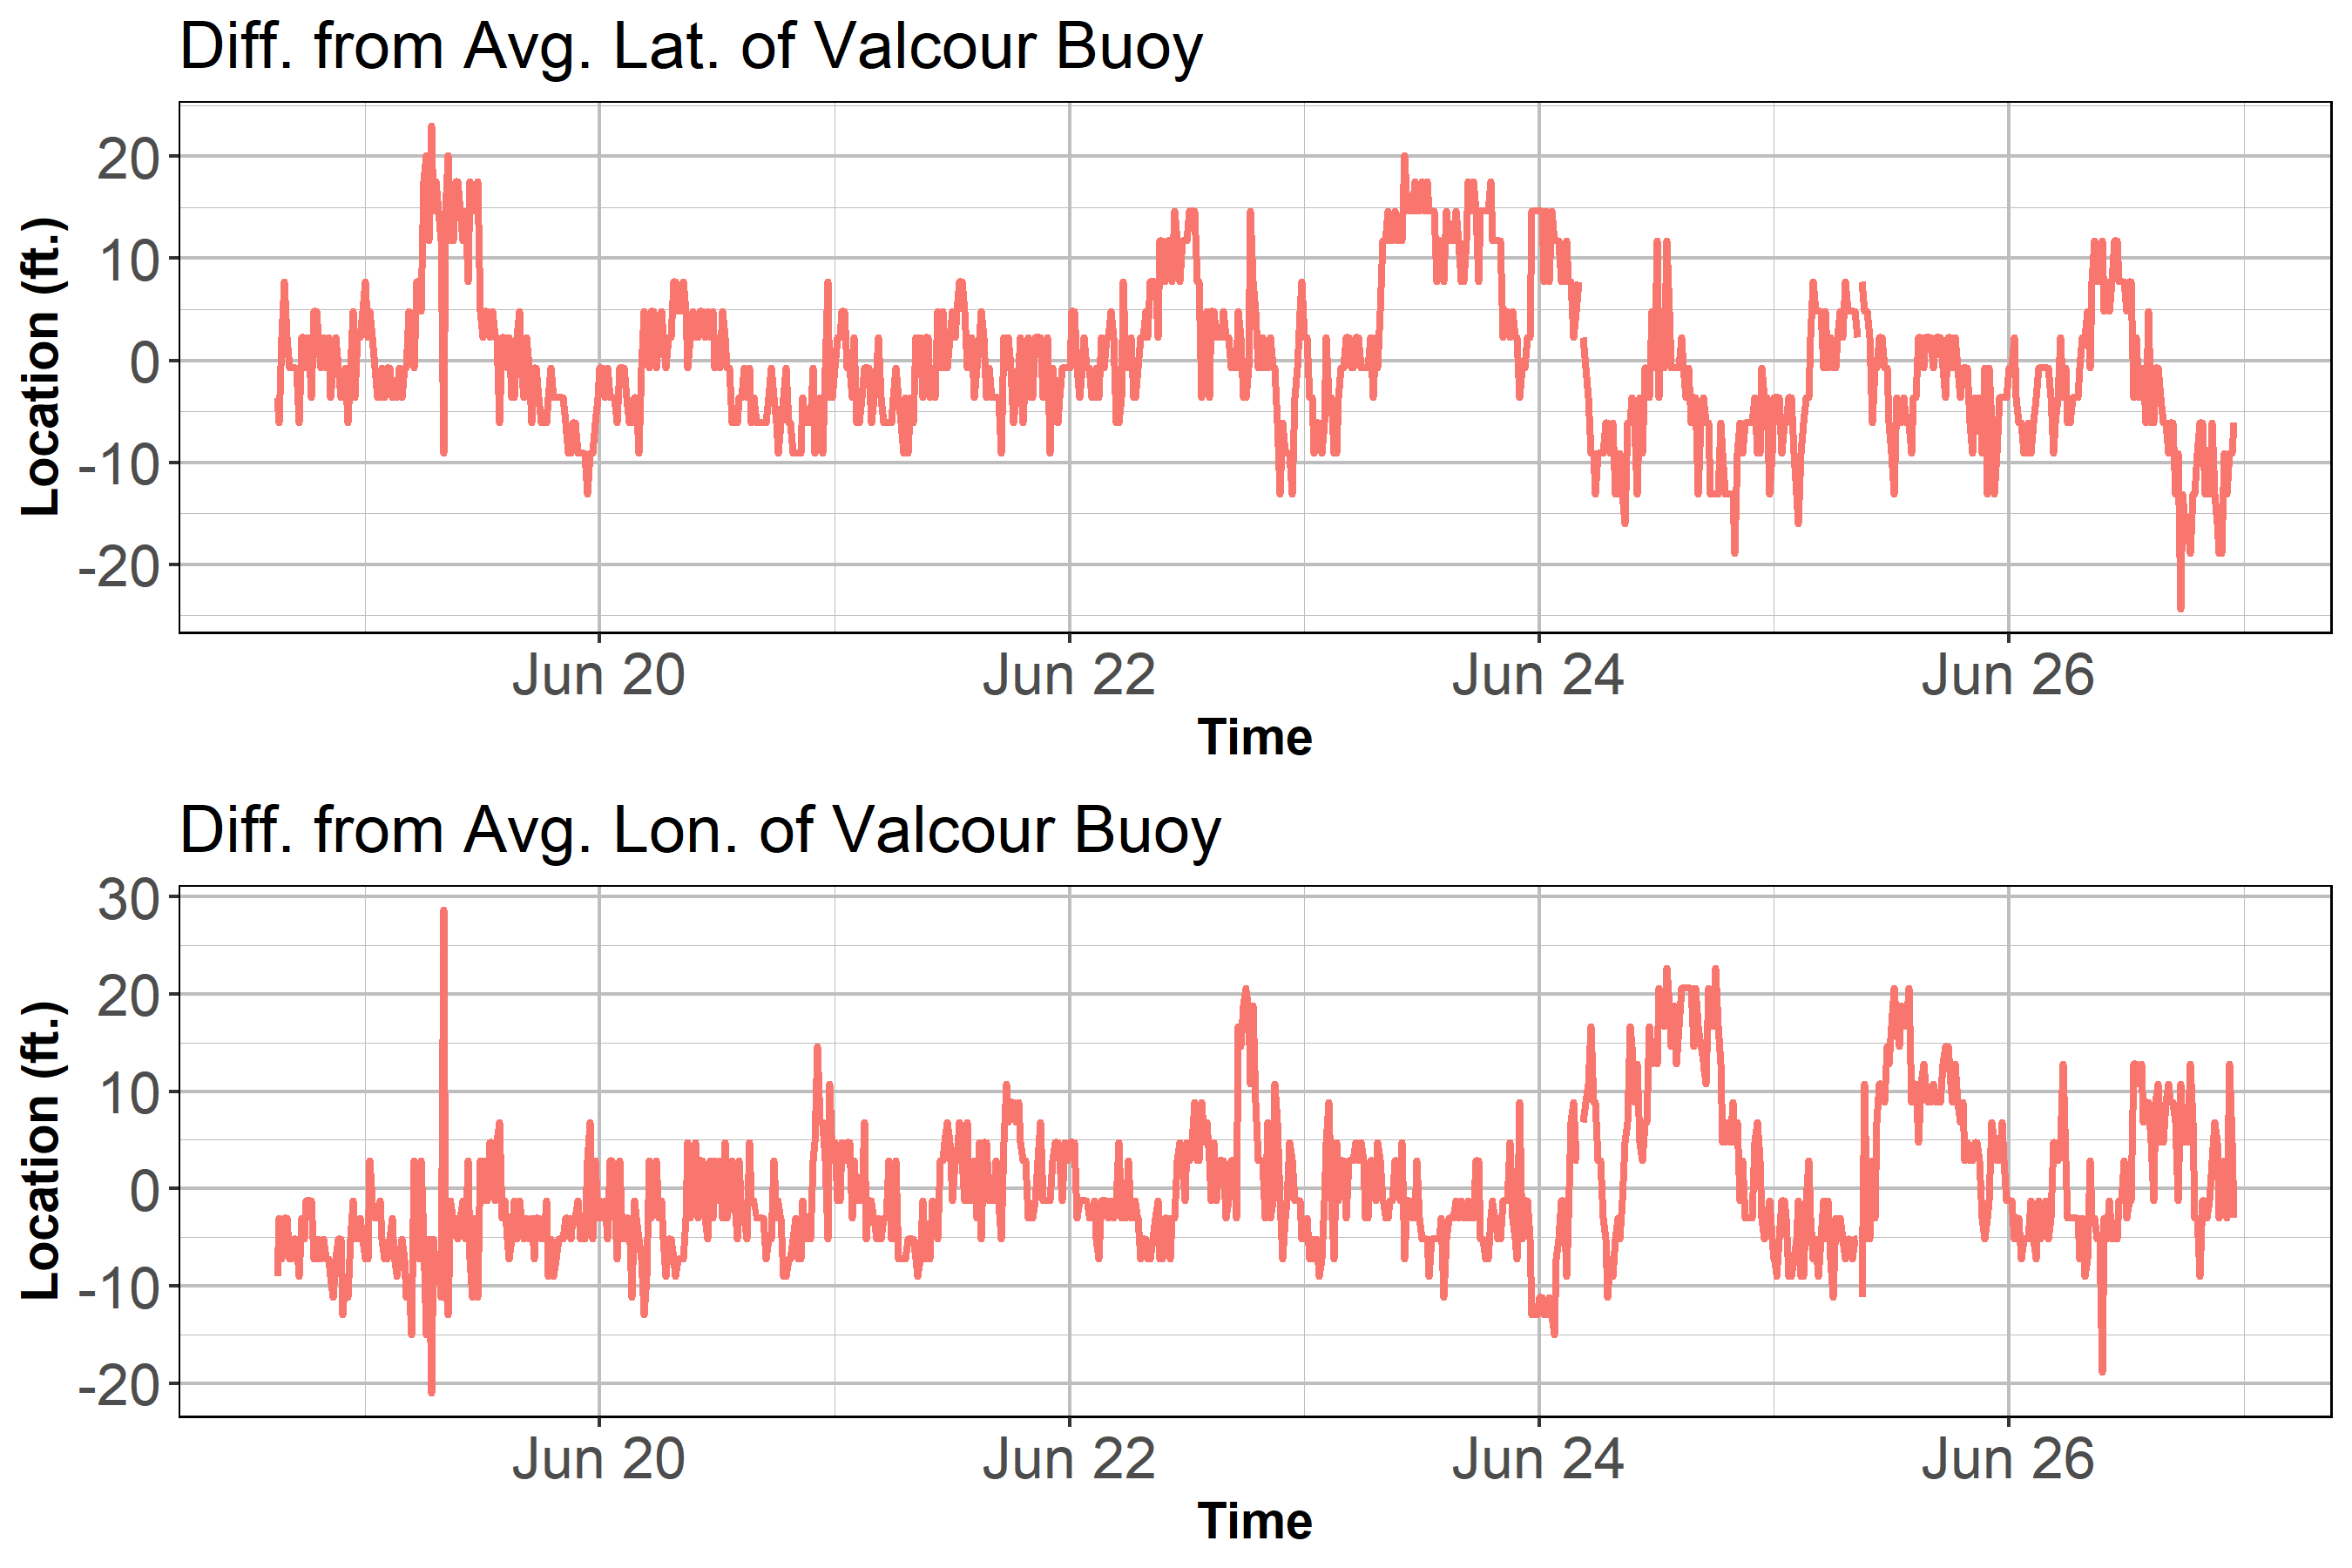 Diff. from Avg. Lat. of Valcour Buoy
Location (ft.)
20
10
0
-10
-20
Jun 20 Jun 22 Jun 24 Jun 26
Time
Diff. from Avg. Lon. of Valcour Buoy
Location (ft.)
30
20
10
0
-10
-20
Jun 20 Jun 22 Jun 24 Jun 26
Time